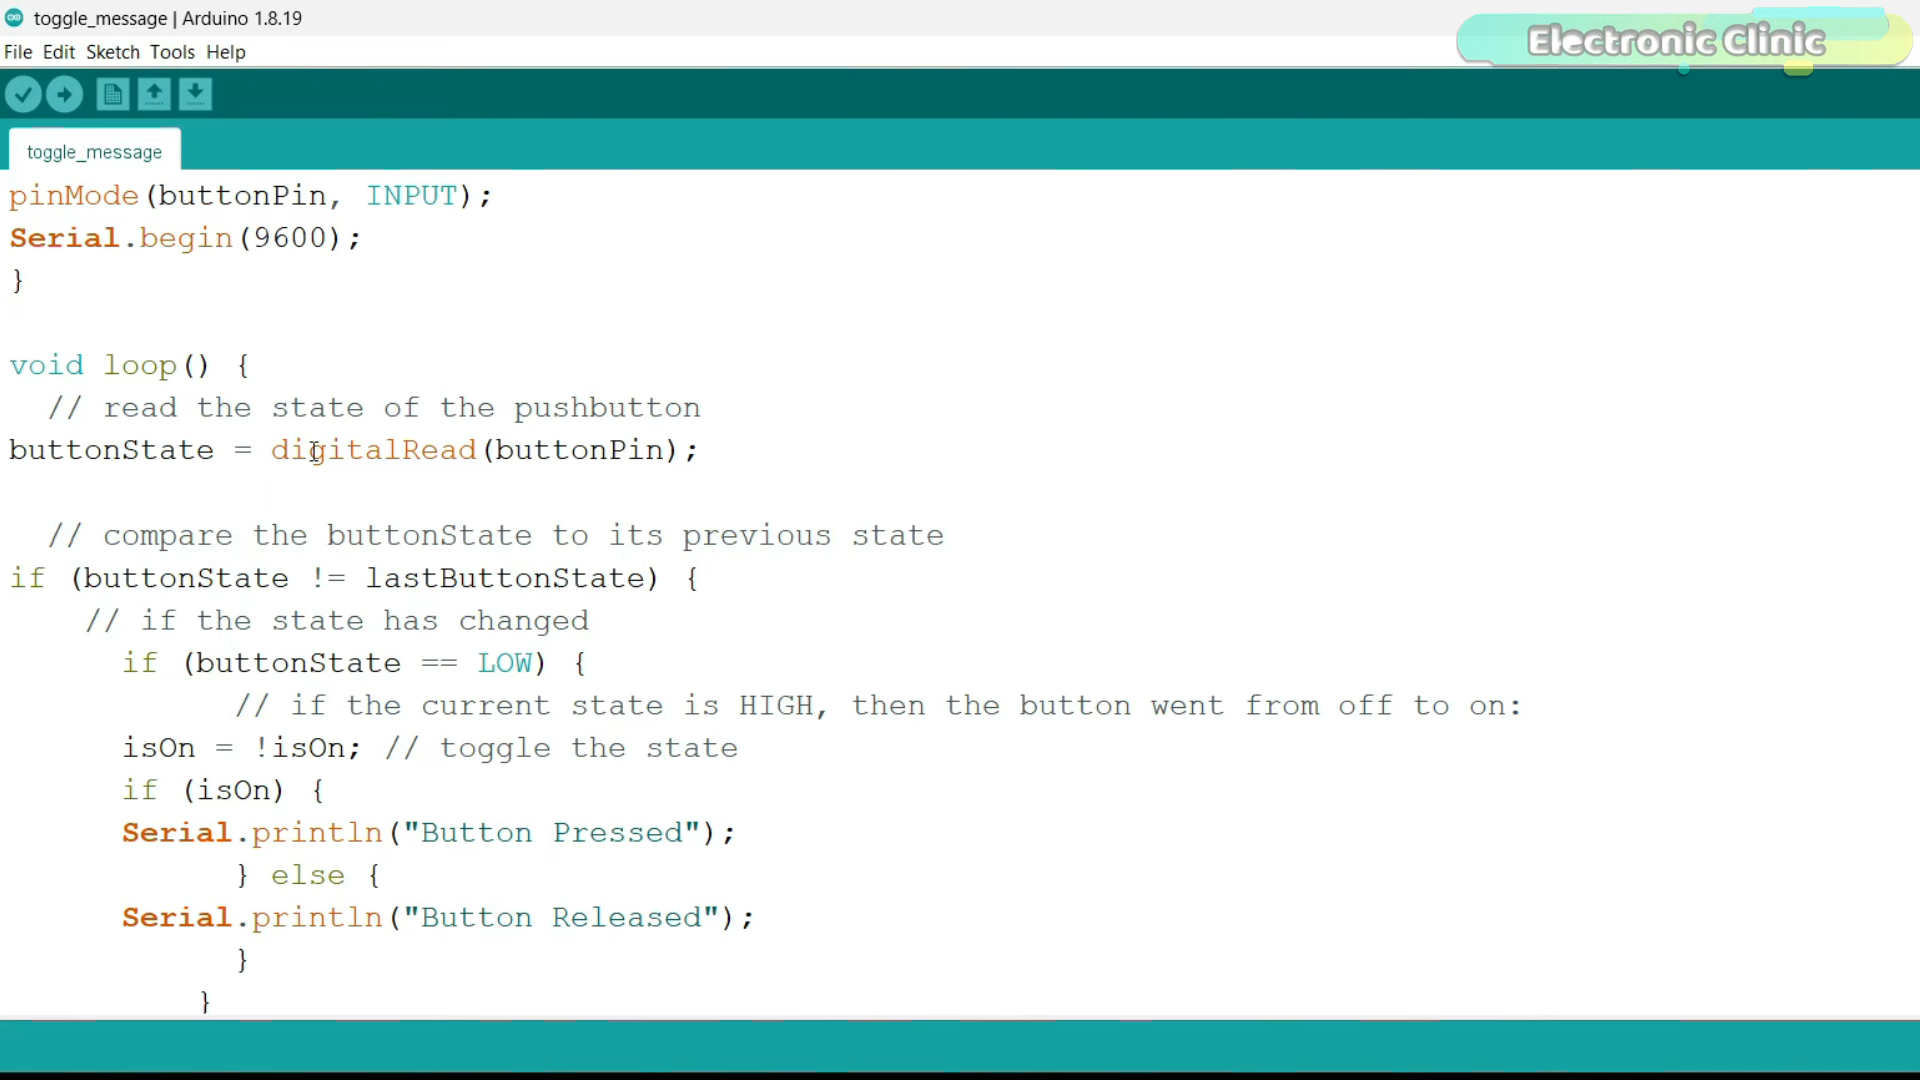 toggle_message | Arduino 1.8.19
File Edit Sketch Tools Help
Electronic Clinic
toggle_message
pinMode(buttonPin, INPUT);
Serial.begin(9600);
}
void loop() {
// read the state of the pushbutton
buttonState = digitalRead(buttonPin);
// compare the buttonState to its previous state
if (buttonState != lastButtonState) {
// if the state has changed
if (buttonState == LOW) {
// if the current state is HIGH, then the button went from off to on:
isOn = !isOn; // toggle the state
if (isOn) {
Serial.println("Button Pressed");
} else {
Serial.println("Button Released");
}
}